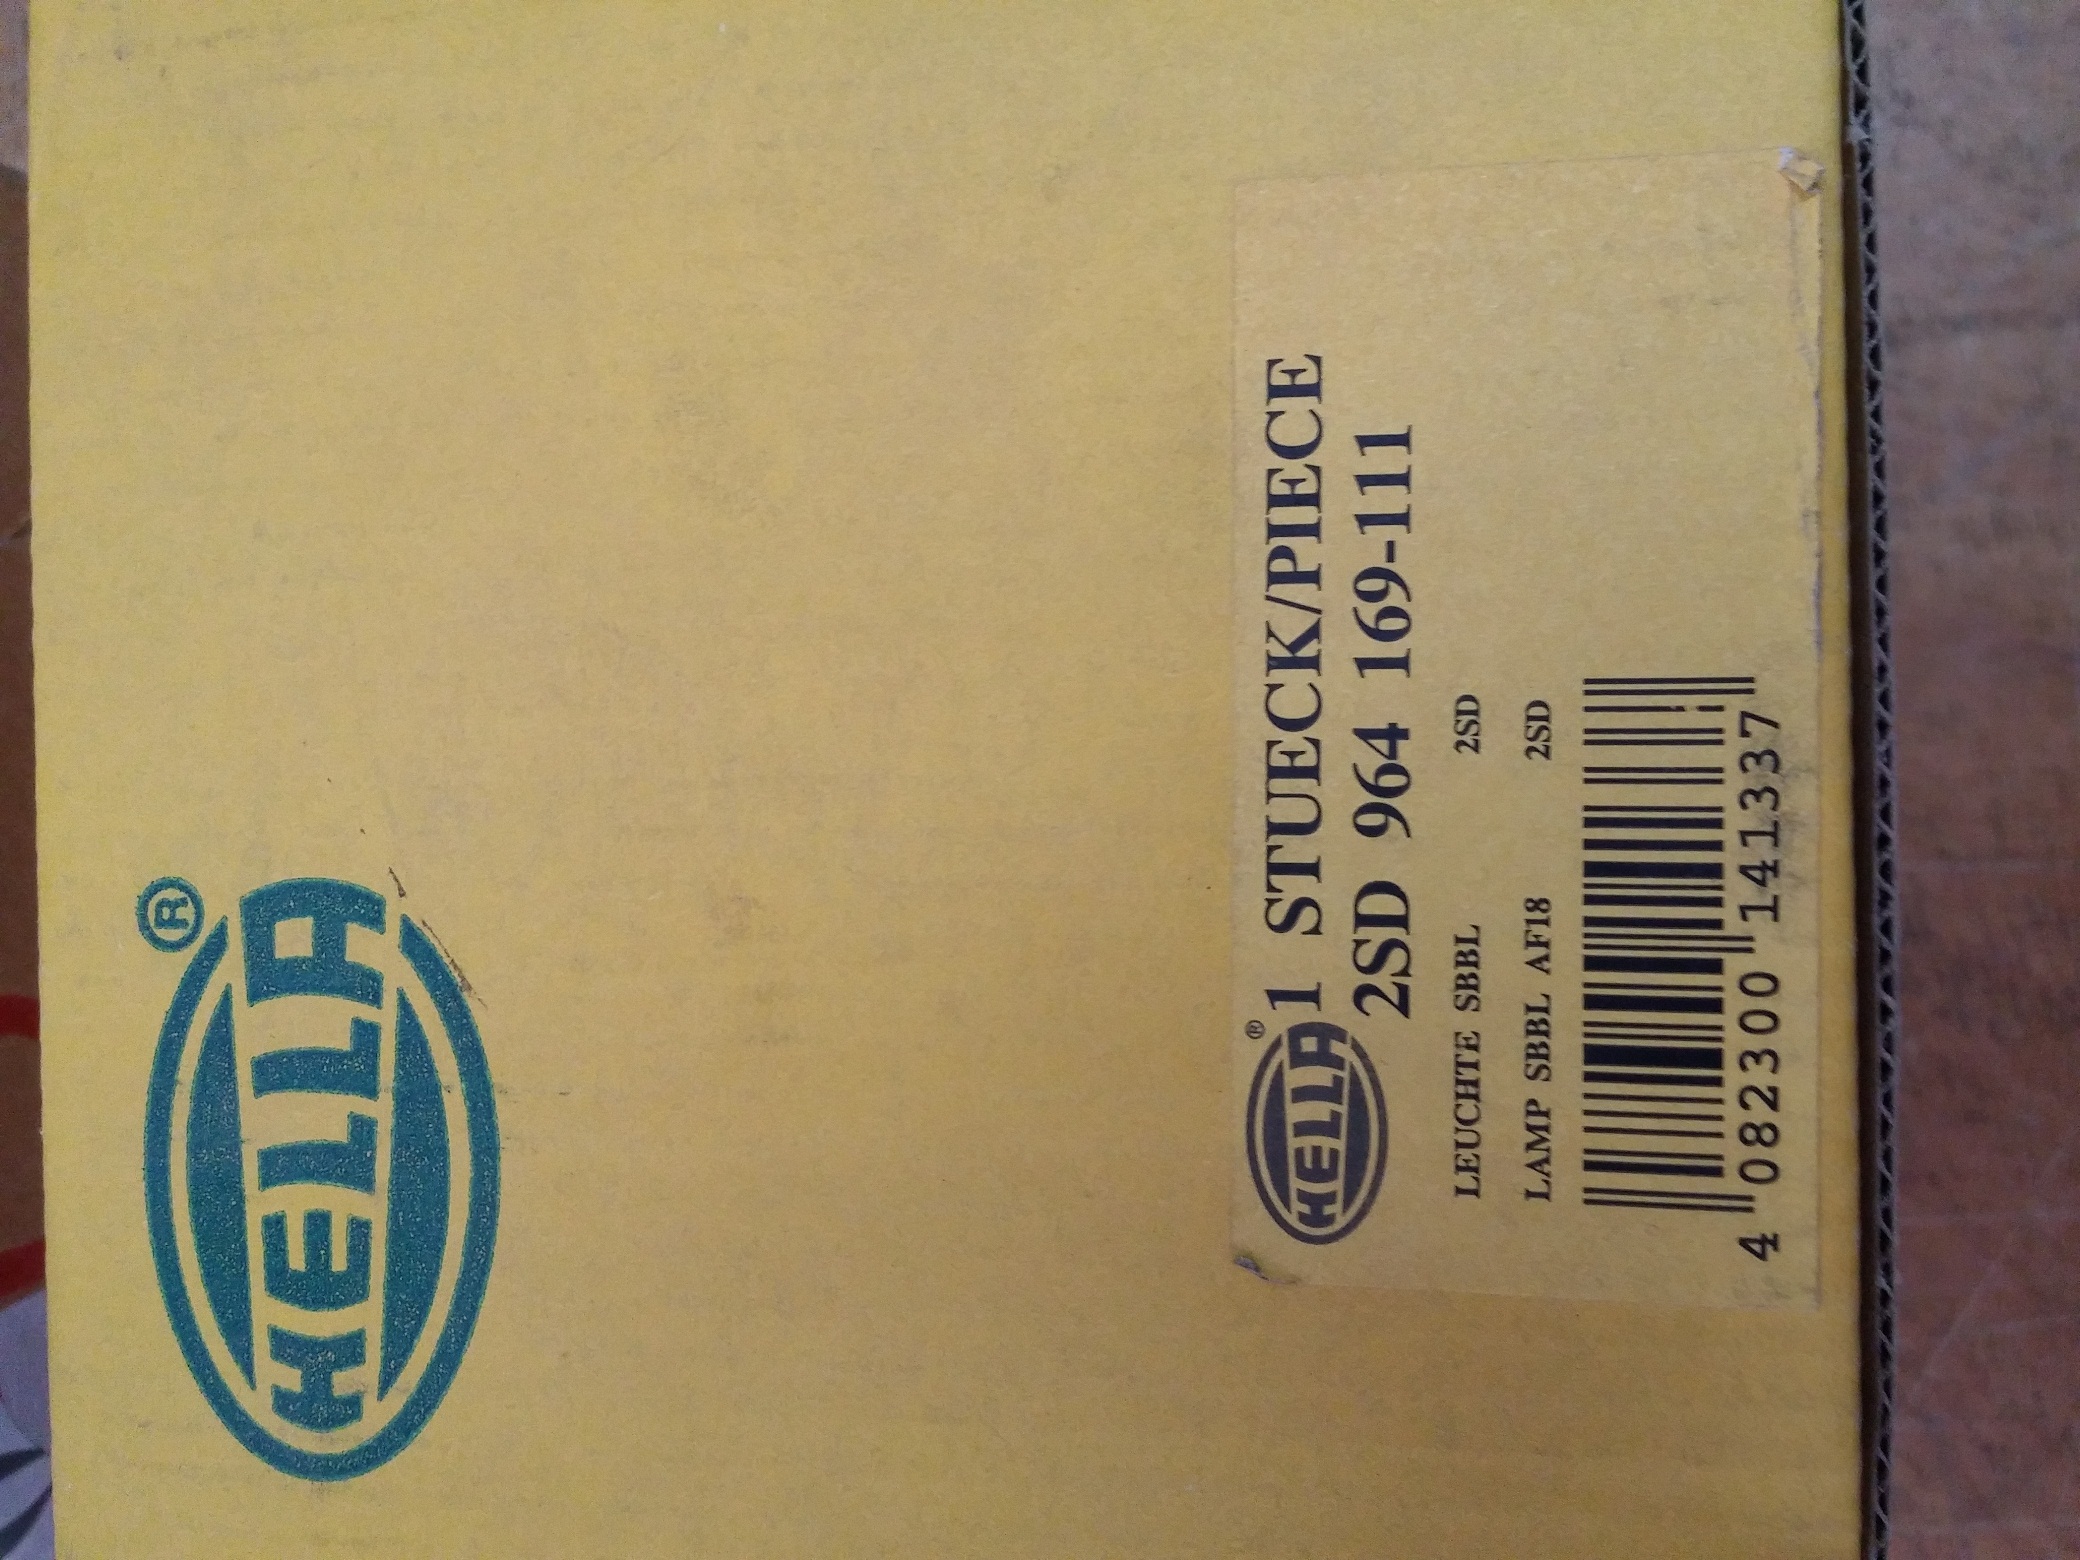 HELLA®
HELLA®
1 STUECK/PIECE
2SD 964 169-111
LEUCHTE SBBL 2SD
LAMP SBBL AF18 2SD
4 082300 141337